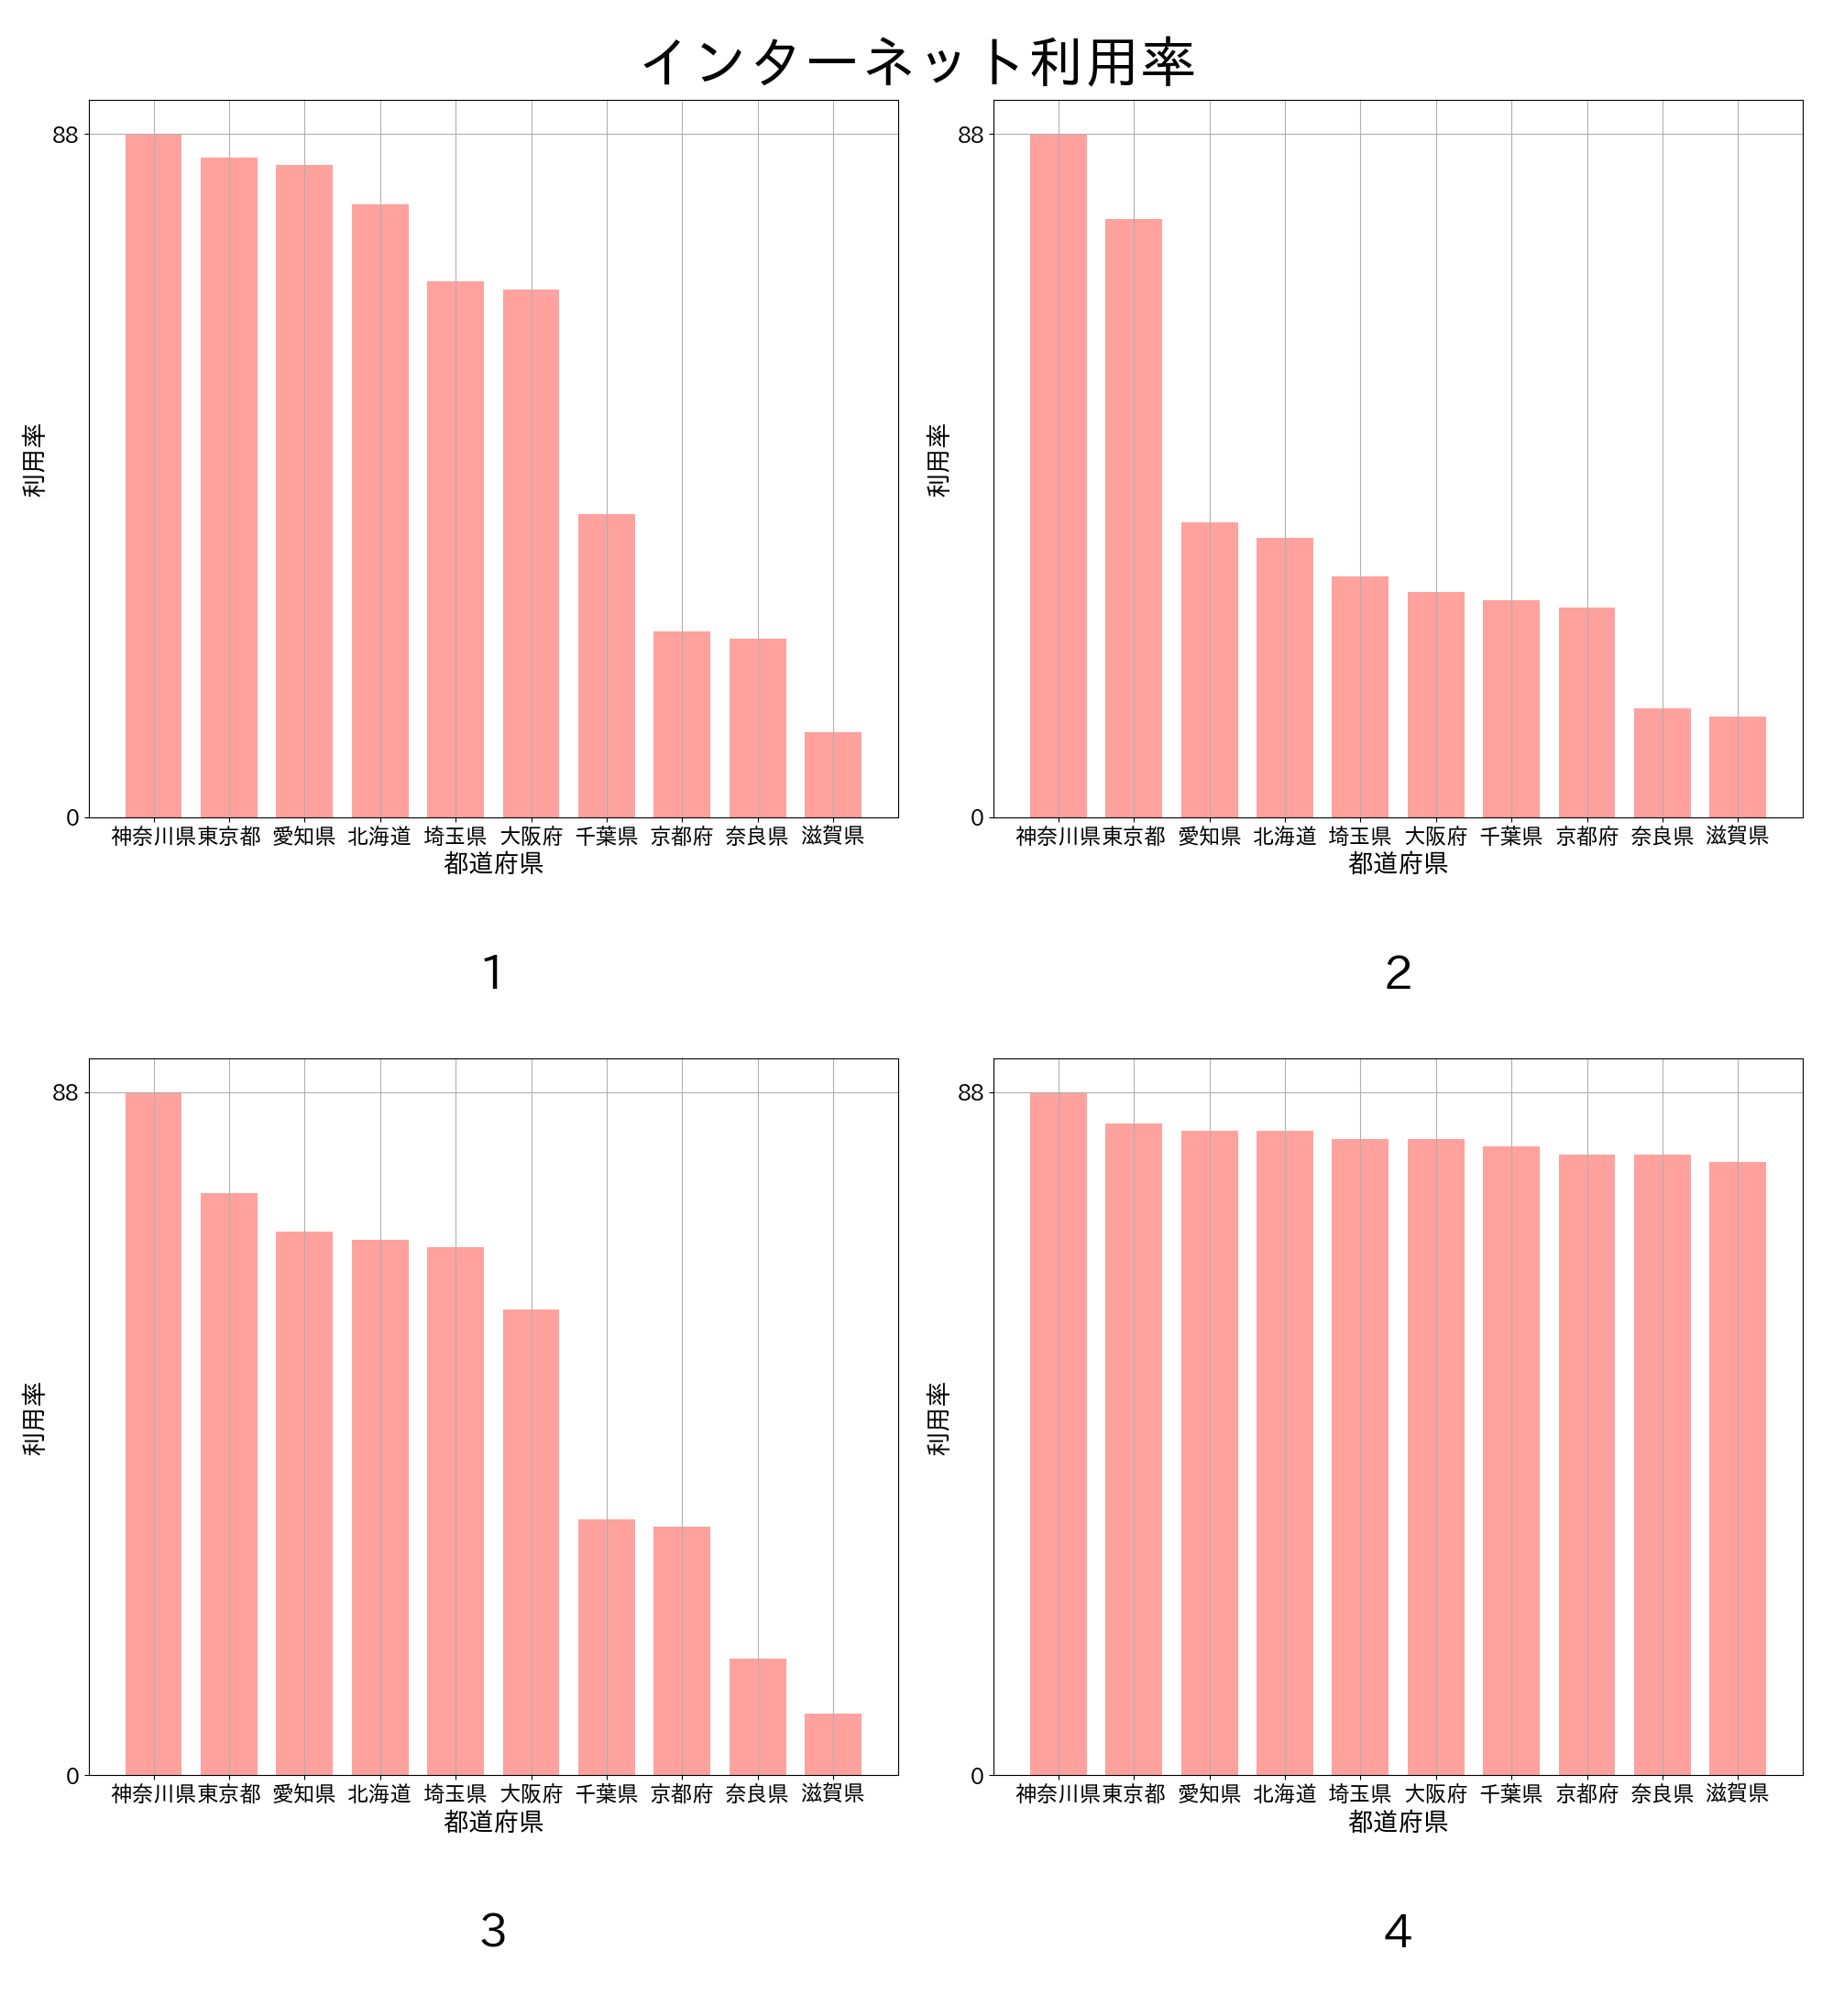 インターネット利用率
88
0
利用率
神奈川県 東京都 愛知県 北海道 埼玉県 大阪府 千葉県 京都府 奈良県 滋賀県
都道府県
1
88
0
利用率
神奈川県 東京都 愛知県 北海道 埼玉県 大阪府 千葉県 京都府 奈良県 滋賀県
都道府県
2
88
0
利用率
神奈川県 東京都 愛知県 北海道 埼玉県 大阪府 千葉県 京都府 奈良県 滋賀県
都道府県
3
88
0
利用率
神奈川県 東京都 愛知県 北海道 埼玉県 大阪府 千葉県 京都府 奈良県 滋賀県
都道府県
4